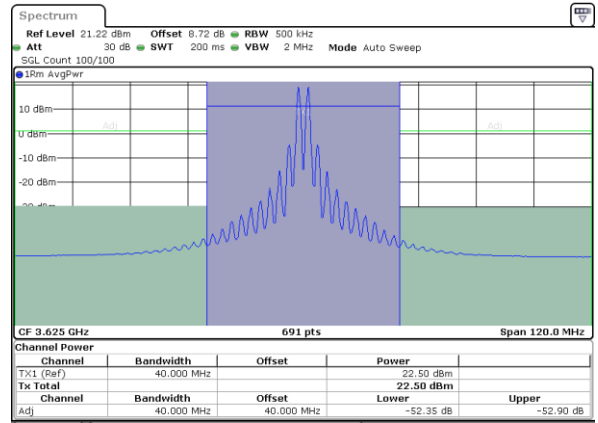 Spectrum
Ref Level 21.22 dBm Offset 8.72 dB RBW 500 kHz
Att 30 dB SWT 200 ms VBW 2 MHz Mode Auto Sweep
SGL Count 100/100
1Rm AvgPwr
10 dBm
Adj Adj
0 dBm
-10 dBm
-20 dBm
-30 dBm
CF 3.625 GHz 691 pts Span 120.0 MHz
Channel Power
Channel Bandwidth Offset Power
TX1 (Ref) 40.000 MHz 22.50 dBm
Tx Total 22.50 dBm
Channel Bandwidth Offset Lower Upper
Adj 40.000 MHz 40.000 MHz -52.35 dB -52.90 dB